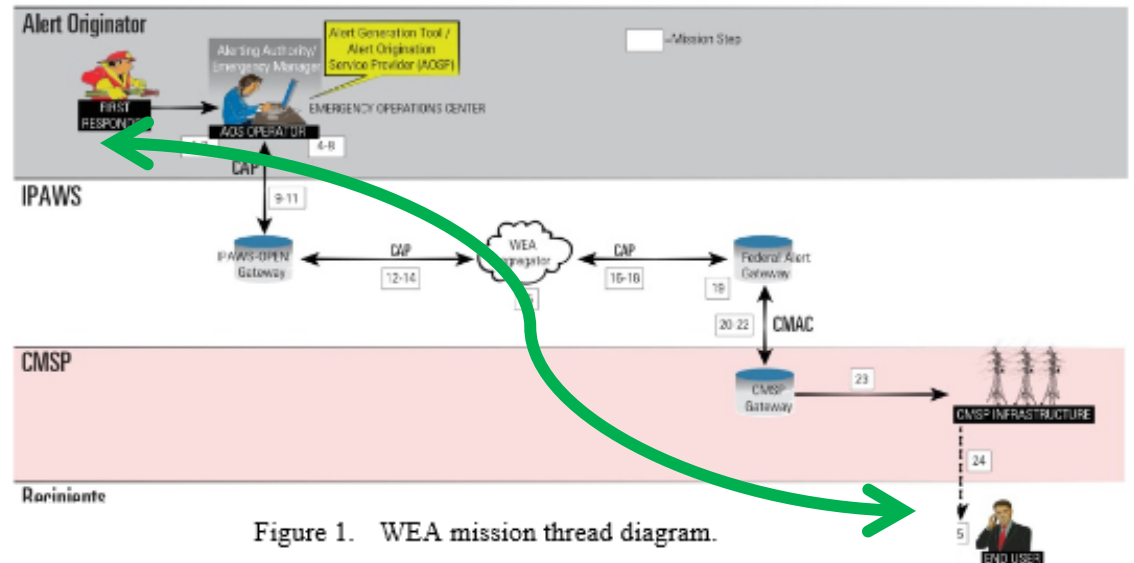 Alert Originator
Alerting Authority/
Emergency Manager
Alert Generation Tool /
Alert Origination
Service Provider (AOSP)
=Mission Step
FIRST
EMERGENCY OPERATIONS CENTER
AOS OPERATOR
4-8
CAP
9-11
IPAWS
IPAWS-OPEN
Gateway
CAP
12-14
WEA
CAP
16-18
Federal Alert
Gateway
19
20-22
CMAC
CMSP
CMSP
Gateway
23
CMSP INFRASTRUCTURE
24
Recipients
5
END USER
Figure 1. WEA mission thread diagram.